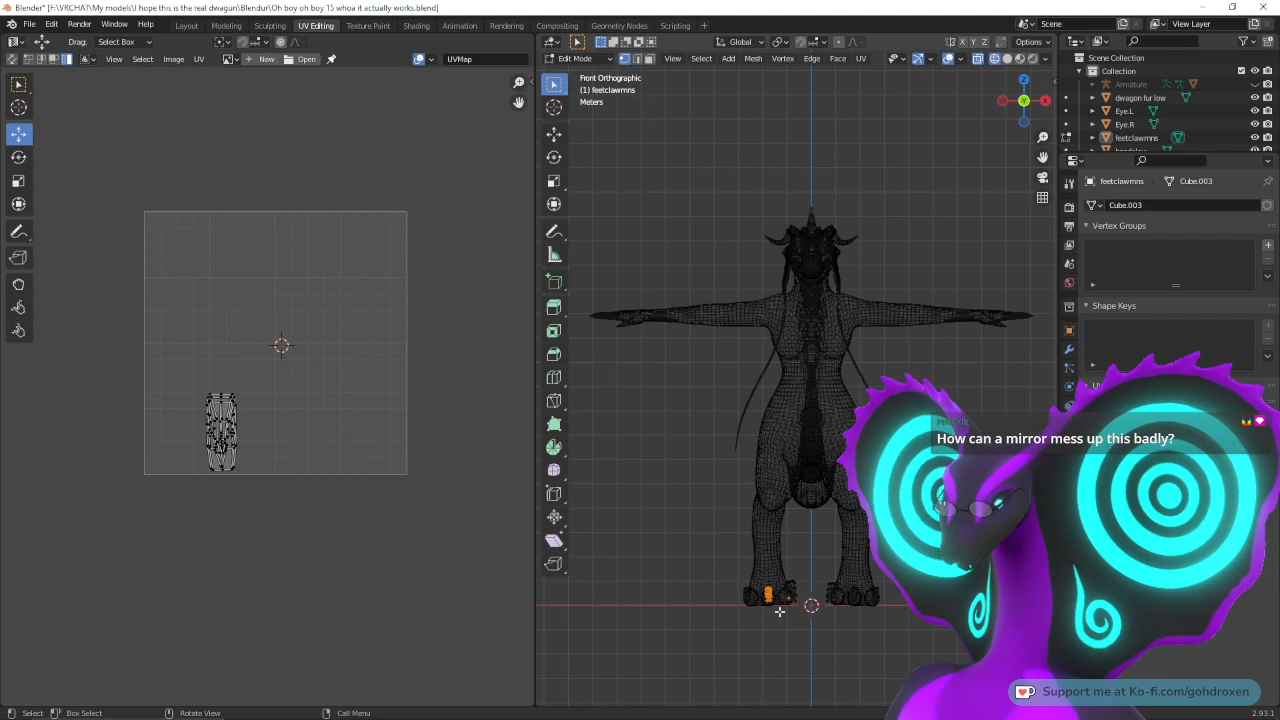 Blender* [F:\VRCHAT\My models\I hope this is the real dwagun\Blendur\Oh boy oh boy 15 whoa it actually works.blend]
File Edit Render Window Help Layout Modeling Sculpting UV Editing Texture Paint Shading Animation Rendering Compositing Geometry Nodes Scripting + Scene View Layer
Drag: Select Box Global X Y Z Options
View Select Image UV New Open UVMap Edit Mode View Select Add Mesh Vertex Edge Face UV
Front Orthographic
(1) feetclawmns
Meters
Z
X
Y
Scene Collection
Collection
Armature
dwagon fur low
Eye.L
Eye.R
feetclawmns
feetclawmns Cube.003
Cube.003
Vertex Groups
Shape Keys
How can a mirror mess up this badly?
Support me at Ko-fi.com/gohdroxen
Select Box Select Rotate View Call Menu 2.93.1